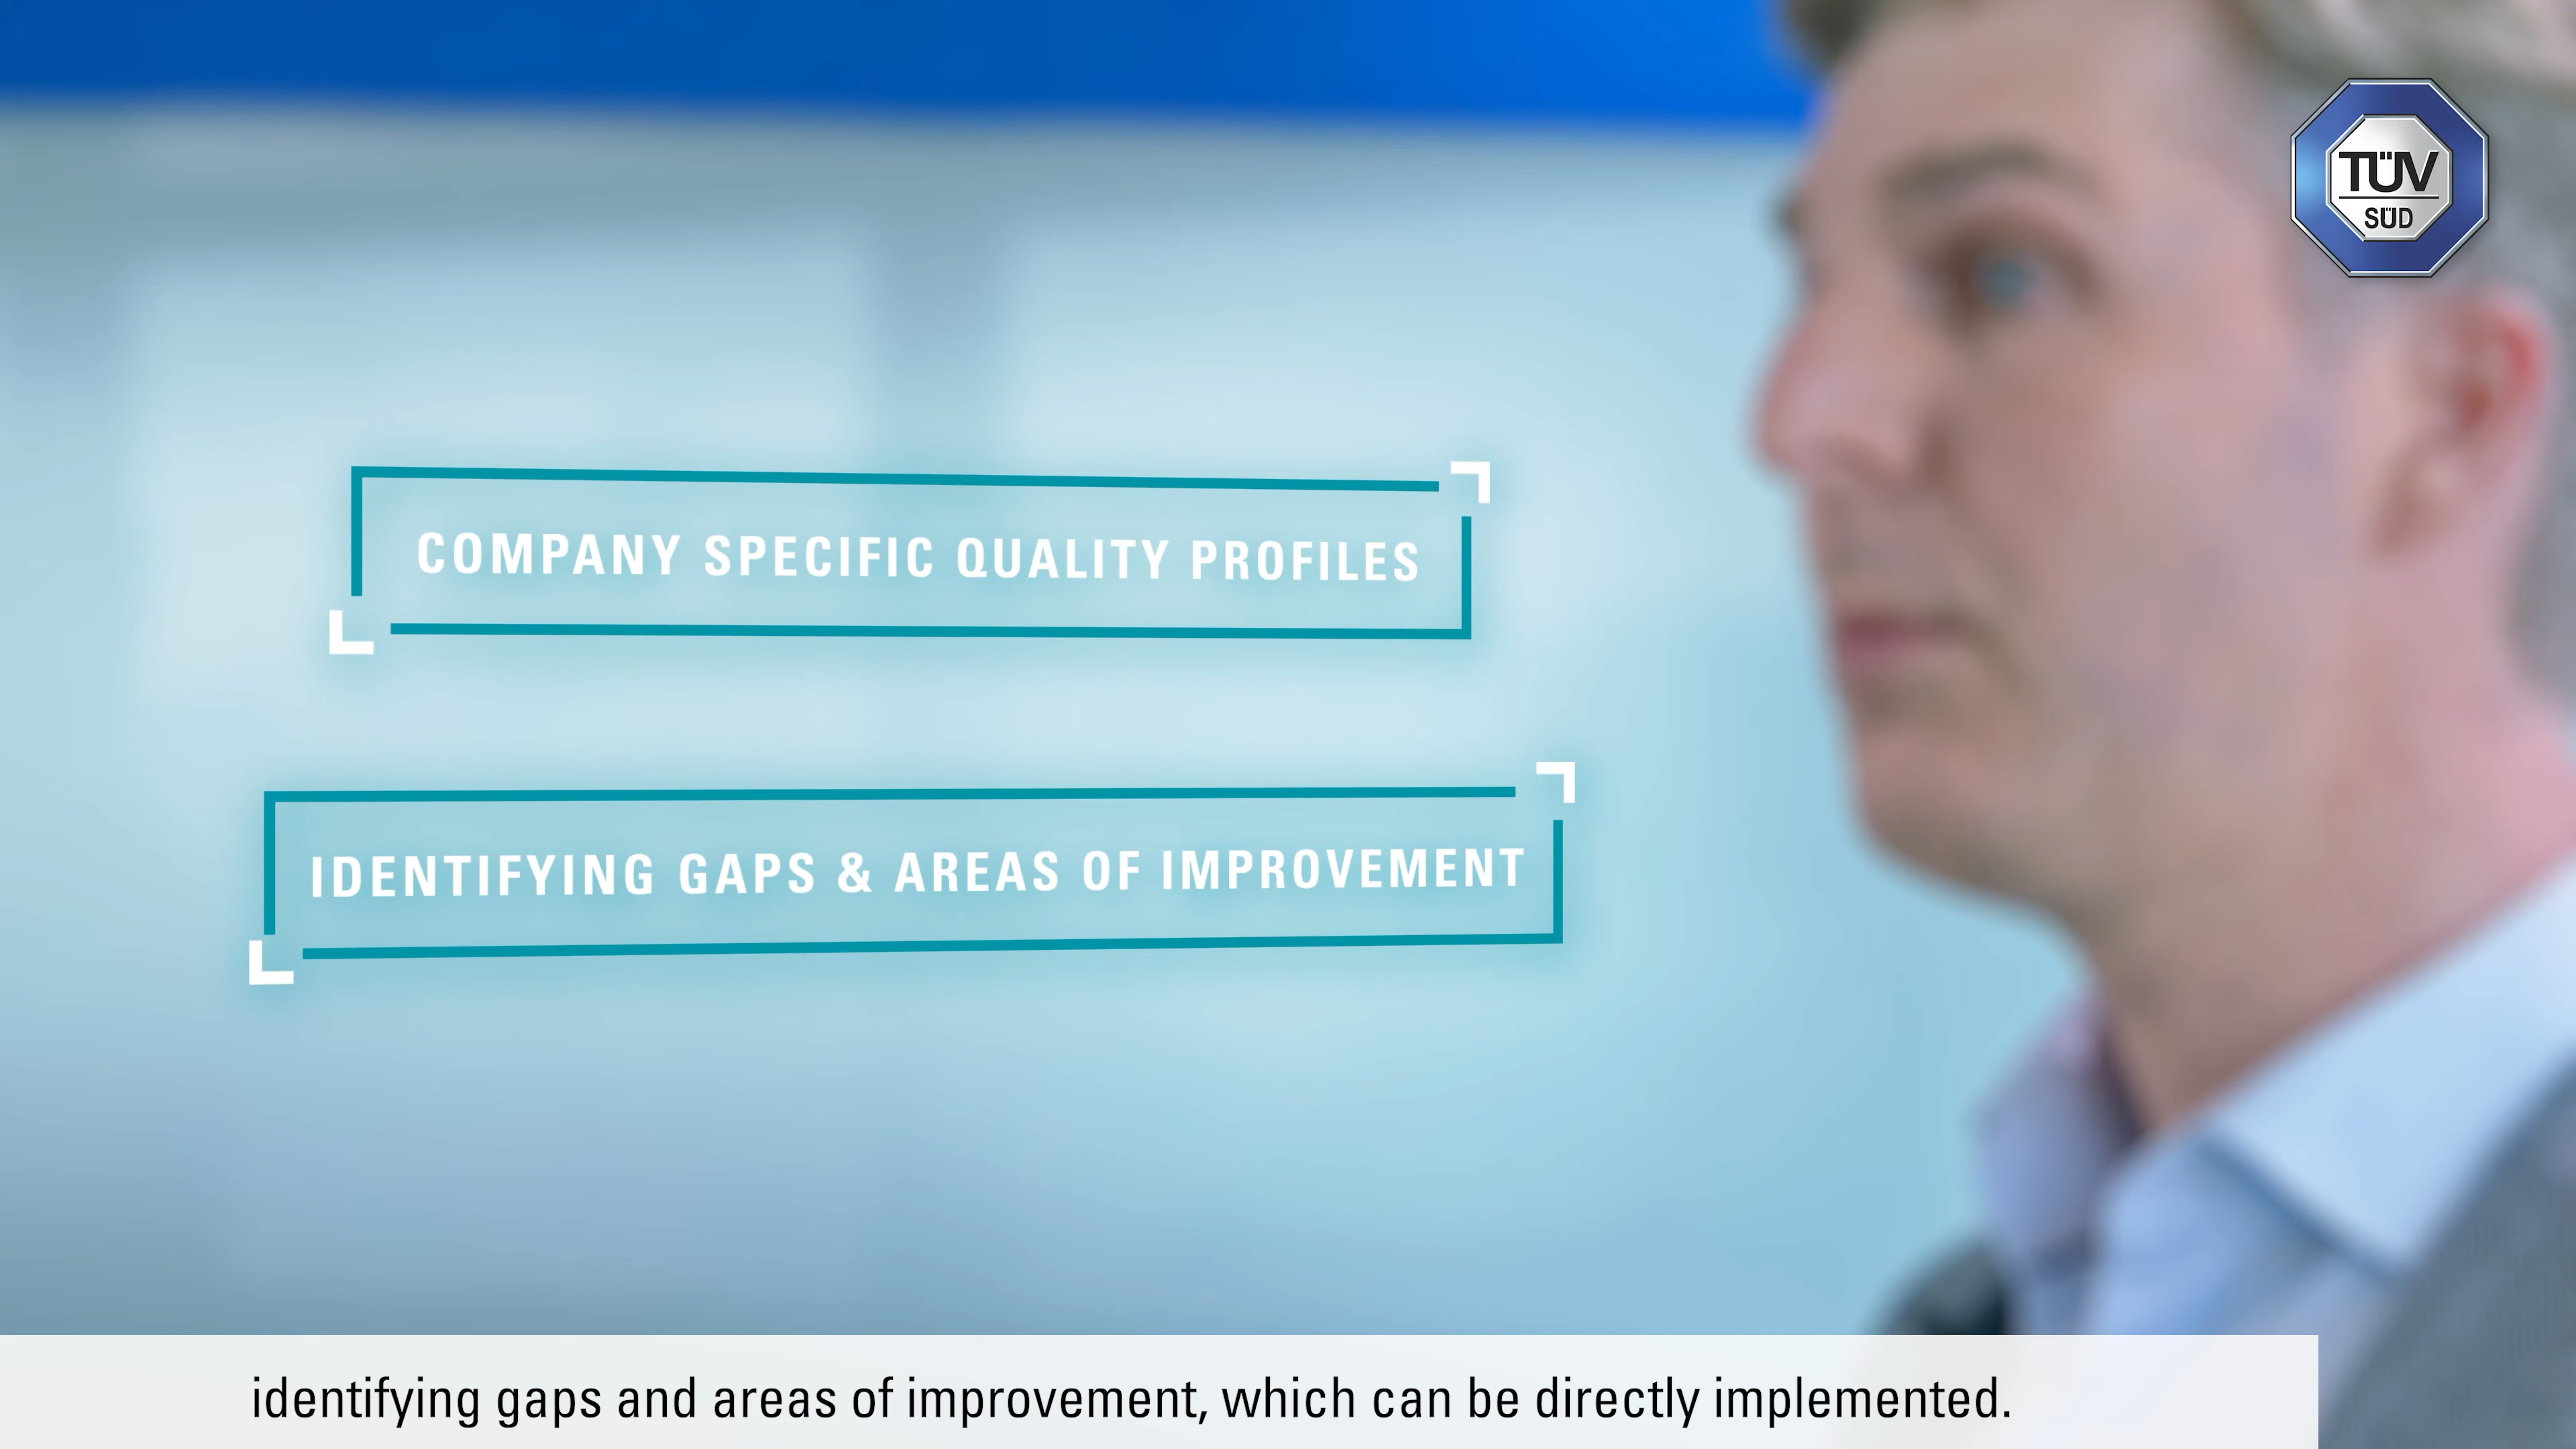 TÜV
SÜD
COMPANY SPECIFIC QUALITY PROFILES
IDENTIFYING GAPS & AREAS OF IMPROVEMENT
identifying gaps and areas of improvement, which can be directly implemented.